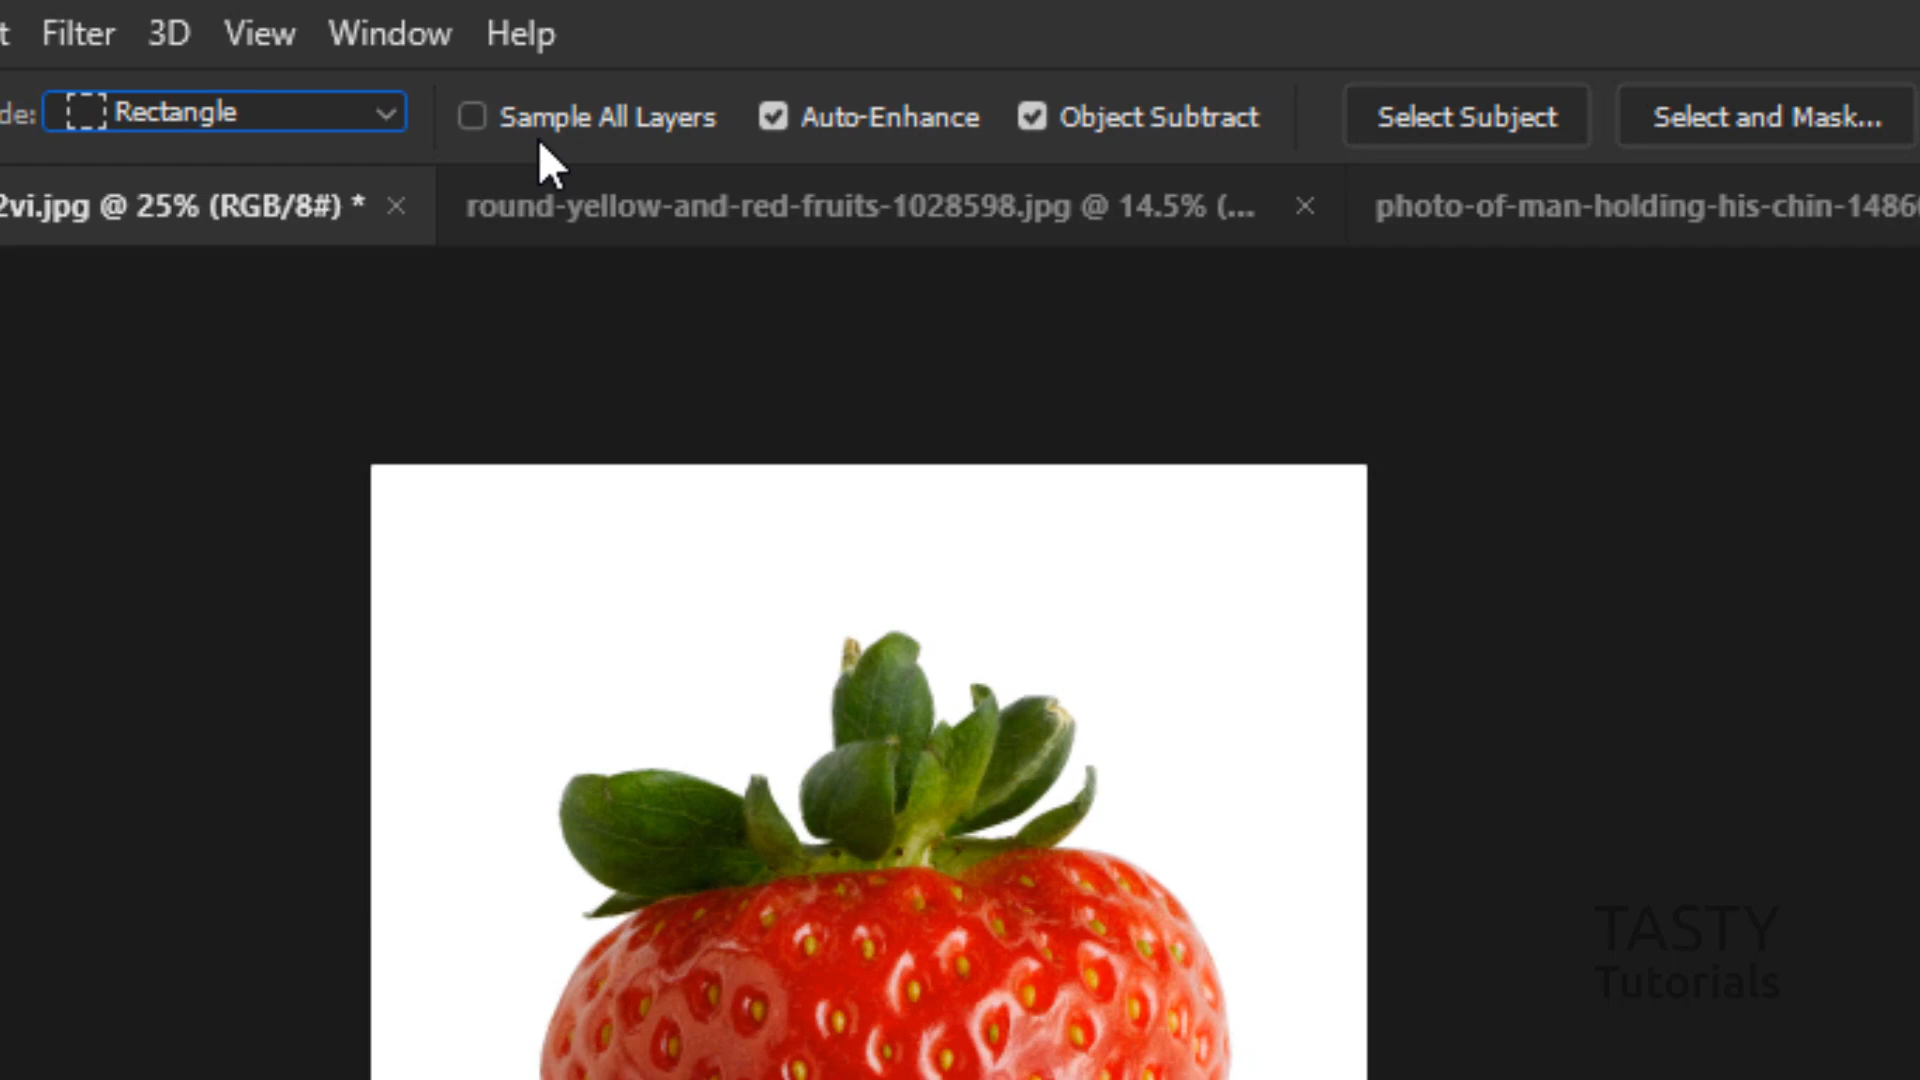 t Filter 3D View Window Help
de: Rectangle Sample All Layers Auto-Enhance Object Subtract Select Subject Select and Mask...
2vi.jpg @ 25% (RGB/8#) * × round-yellow-and-red-fruits-1028598.jpg @ 14.5% (... × photo-of-man-holding-his-chin-1486
TASTY
Tutorials